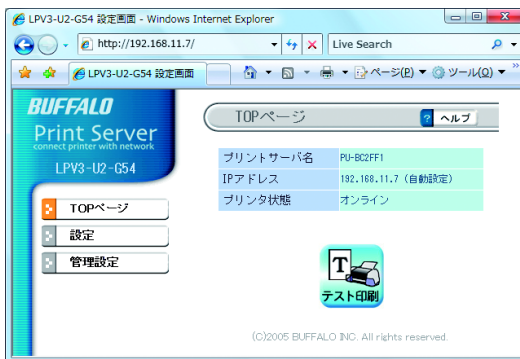 LPV3-U2-G54 設定画面 - Windows Internet Explorer
http://192.168.11.7/
Live Search
LPV3-U2-G54 設定画面
ページ(P)
ツール(O)
BUFFALO
Print Server
connect printer with network
LPV3-U2-G54
TOPページ
設定
管理設定
TOPページ
? ヘルプ
プリントサーバ名 PU-BC2FF1
IPアドレス 192.168.11.7 (自動設定)
プリンタ状態 オンライン
T
テスト印刷
(C)2005 BUFFALO INC. All rights reserved.